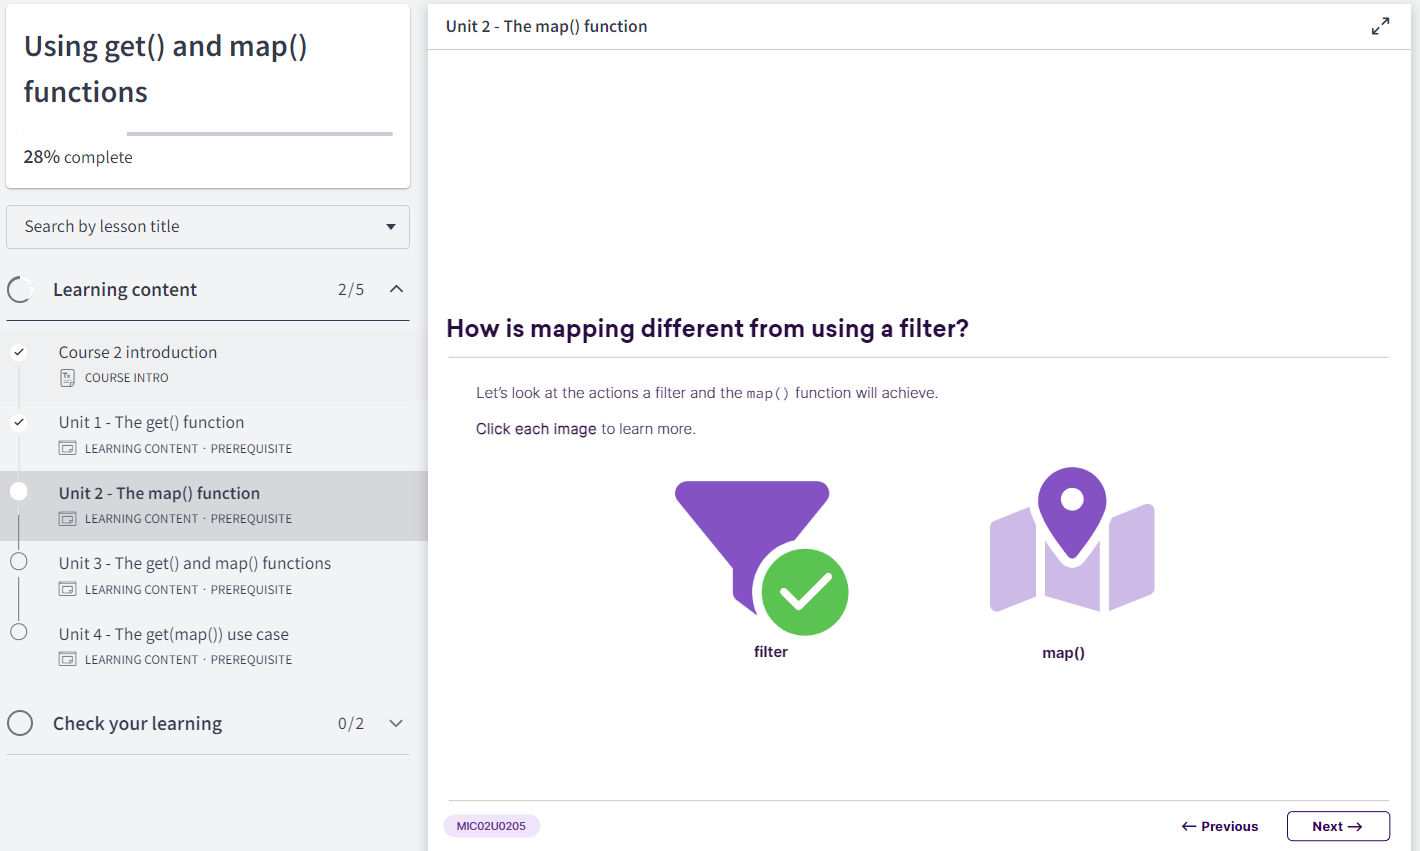 Using get() and map()
functions
28% complete
Search by lesson title
Learning content 2/5
Course 2 introduction
COURSE INTRO
Unit 1 - The get() function
LEARNING CONTENT · PREREQUISITE
Unit 2 - The map() function
LEARNING CONTENT · PREREQUISITE
Unit 3 - The get() and map() functions
LEARNING CONTENT · PREREQUISITE
Unit 4 - The get(map()) use case
LEARNING CONTENT · PREREQUISITE
Check your learning 0/2
Unit 2 - The map() function
How is mapping different from using a filter?
Let's look at the actions a filter and the map() function will achieve.
Click each image to learn more.
filter
map()
MIC02U0205
← Previous
Next →